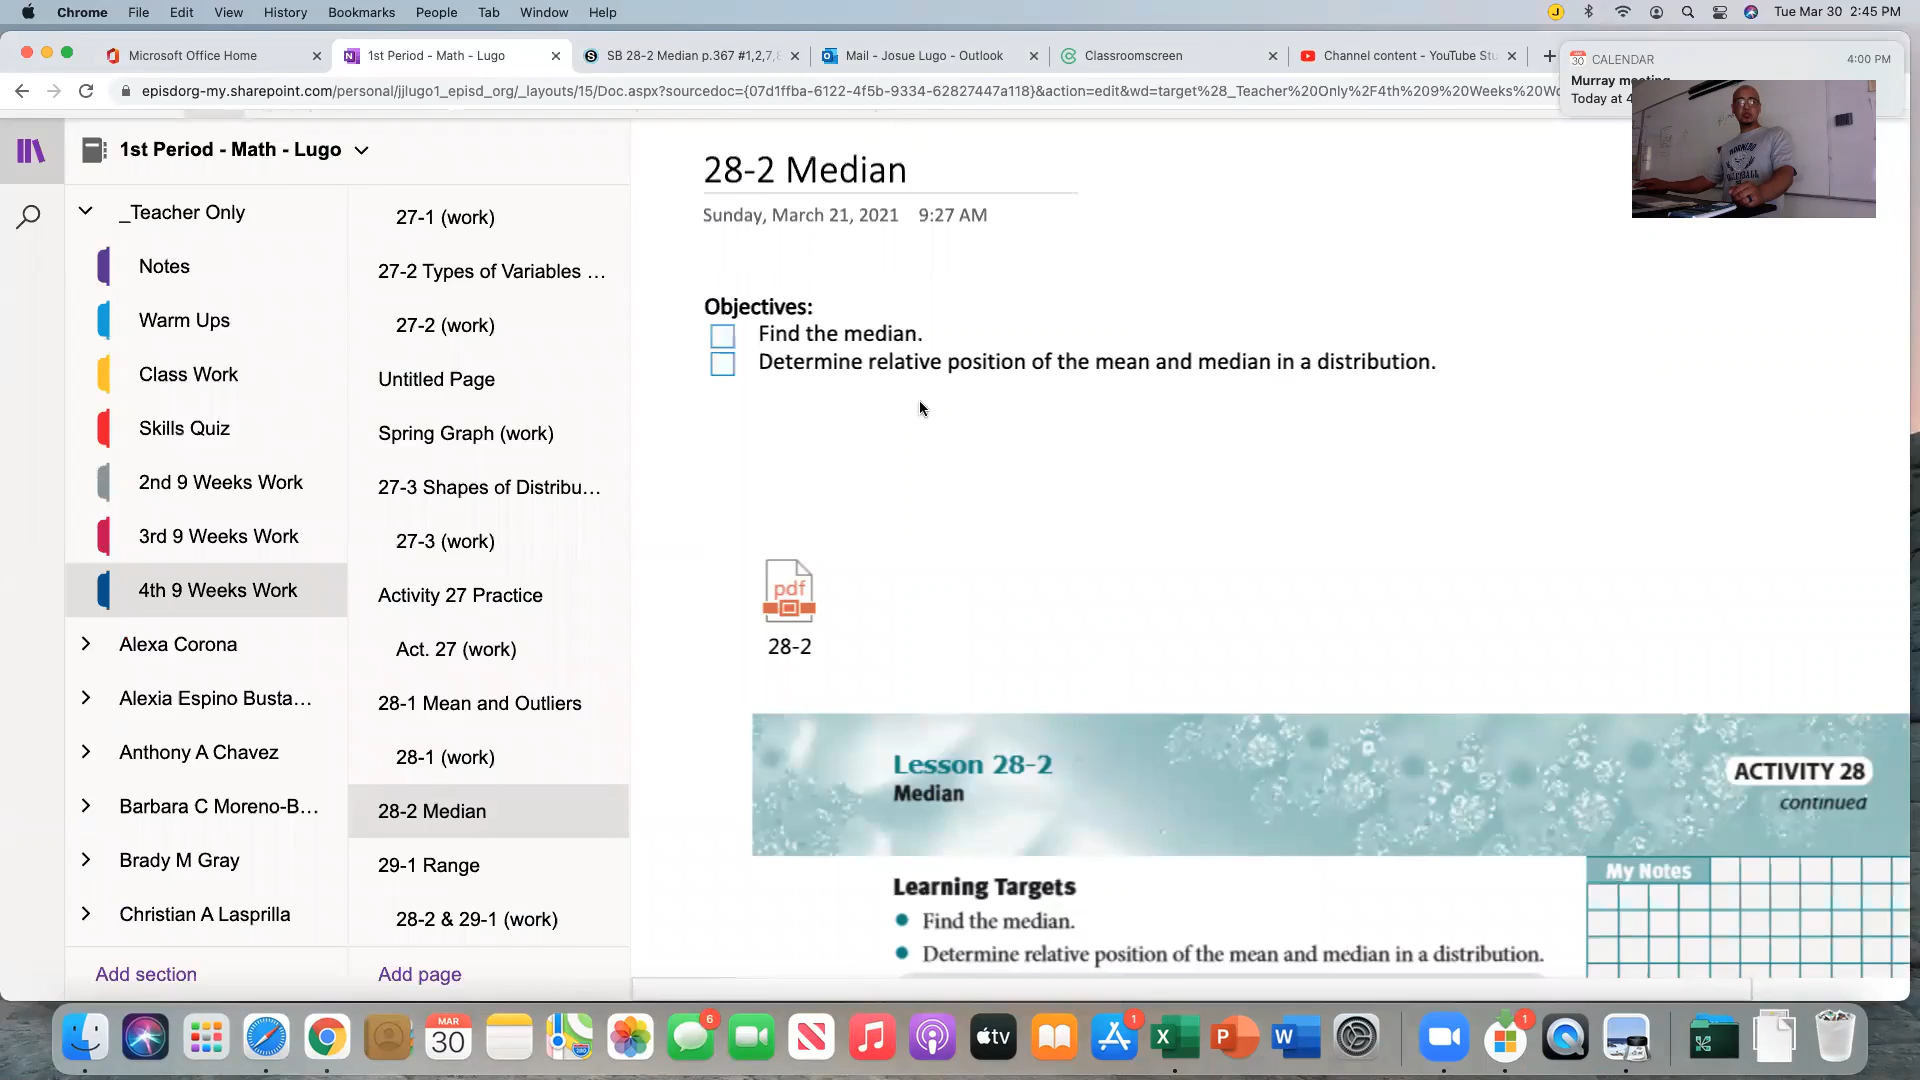 Chrome File Edit View History Bookmarks People Tab Window Help
Tue Mar 30 2:45 PM
Microsoft Office Home
1st Period - Math - Lugo
SB 28-2 Median p.367 #1,2,7,
Mail - Josue Lugo - Outlook
Classroomscreen
Channel content - YouTube Stu
CALENDAR 4:00 PM
Murray meeting
Today at 4
episdorg-my.sharepoint.com/personal/jjlugo1_episd_org/_layouts/15/Doc.aspx?sourcedoc={07d1ffba-6122-4f5b-9334-62827447a118}&action=edit&wd=target%28_Teacher%20Only%2F4th%209%20Weeks%20Wo
1st Period - Math - Lugo
_Teacher Only
Notes
Warm Ups
Class Work
Skills Quiz
2nd 9 Weeks Work
3rd 9 Weeks Work
4th 9 Weeks Work
Alexa Corona
Alexia Espino Busta...
Anthony A Chavez
Barbara C Moreno-B...
Brady M Gray
Christian A Lasprilla
Add section
27-1 (work)
27-2 Types of Variables ...
27-2 (work)
Untitled Page
Spring Graph (work)
27-3 Shapes of Distribu...
27-3 (work)
Activity 27 Practice
Act. 27 (work)
28-1 Mean and Outliers
28-1 (work)
28-2 Median
29-1 Range
28-2 & 29-1 (work)
Add page
28-2 Median
Sunday, March 21, 2021 9:27 AM
Objectives:
Find the median.
Determine relative position of the mean and median in a distribution.
pdf
28-2
Lesson 28-2
Median
ACTIVITY 28
continued
My Notes
Learning Targets
Find the median.
Determine relative position of the mean and median in a distribution.
MAR
30
6
tv
1
1